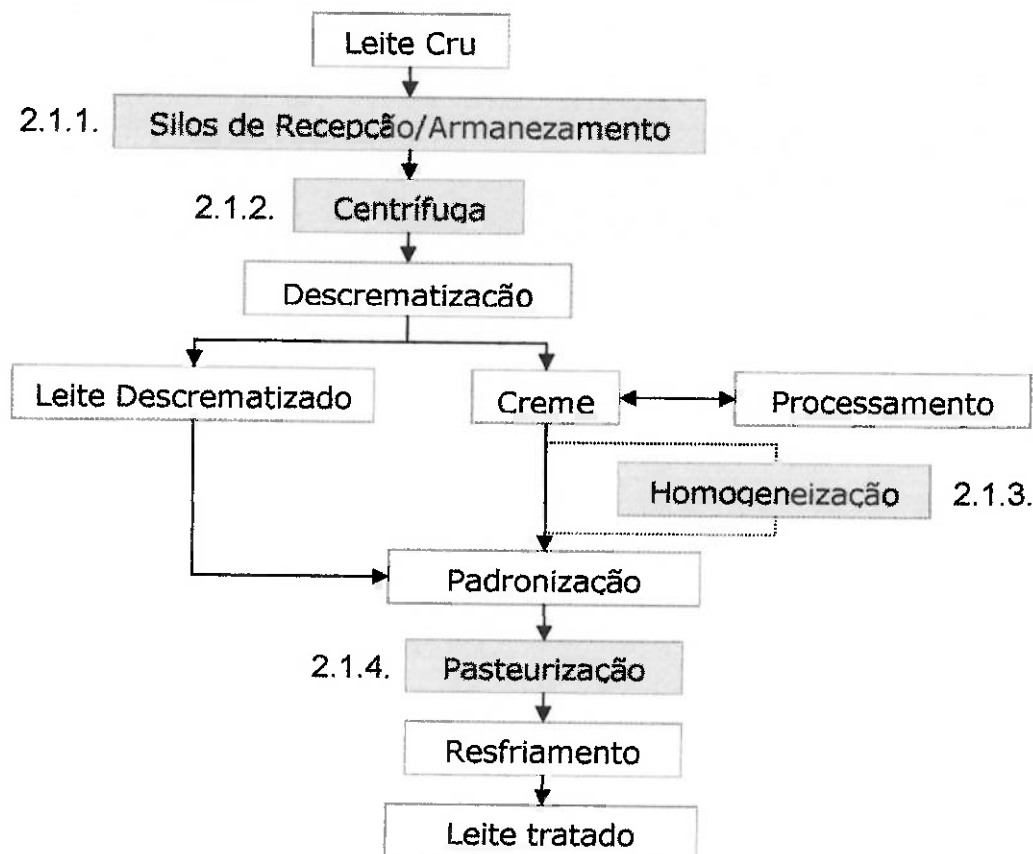 Leite Cru
2.1.1. Silos de Recepção/Armanezamento
2.1.2. Centrífuga
Descrematização
Leite Descrematizado
Creme
Processamento
Homogeneização 2.1.3.
Padronização
2.1.4. Pasteurização
Resfriamento
Leite tratado